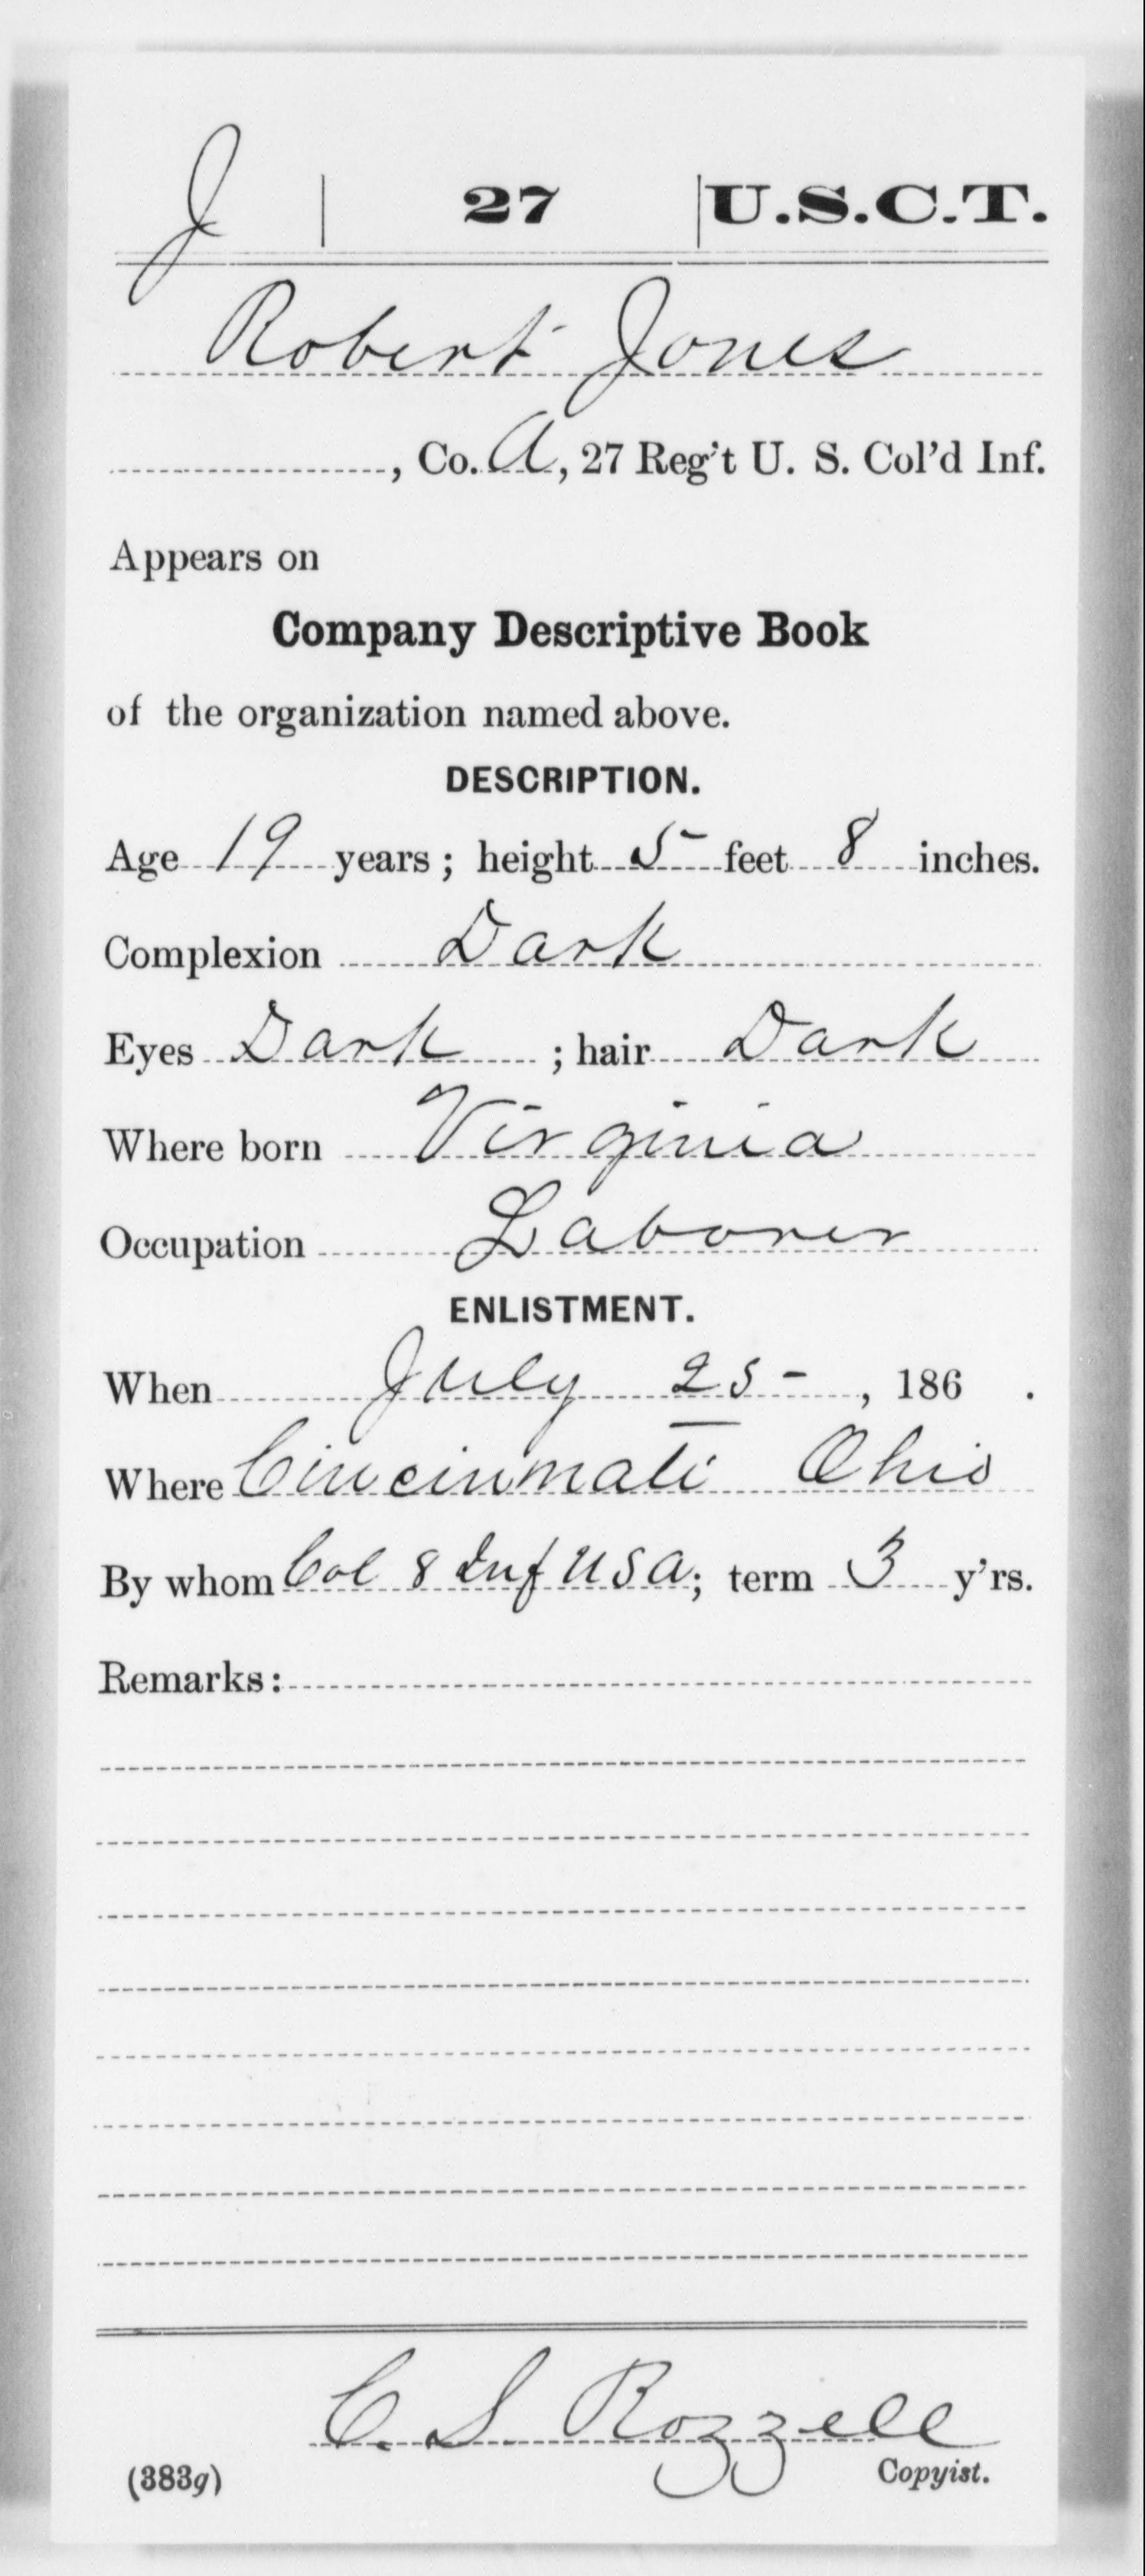 J | 27 | U.S.C.T.
Robert Jones
, Co. A, 27 Reg't U. S. Col'd Inf.
Appears on
Company Descriptive Book
of the organization named above.
DESCRIPTION.
Age 19 years; height 5 feet 8 inches.
Complexion Dark
Eyes Dark ; hair Dark
Where born Virginia
Occupation Laborer
ENLISTMENT.
When July 25 - , 186 .
Where Cincinnati Ohio
By whom Col 8 Inf USA; term 3 y'rs.
Remarks:
C. S. Rozzell
(383g) Copyist.